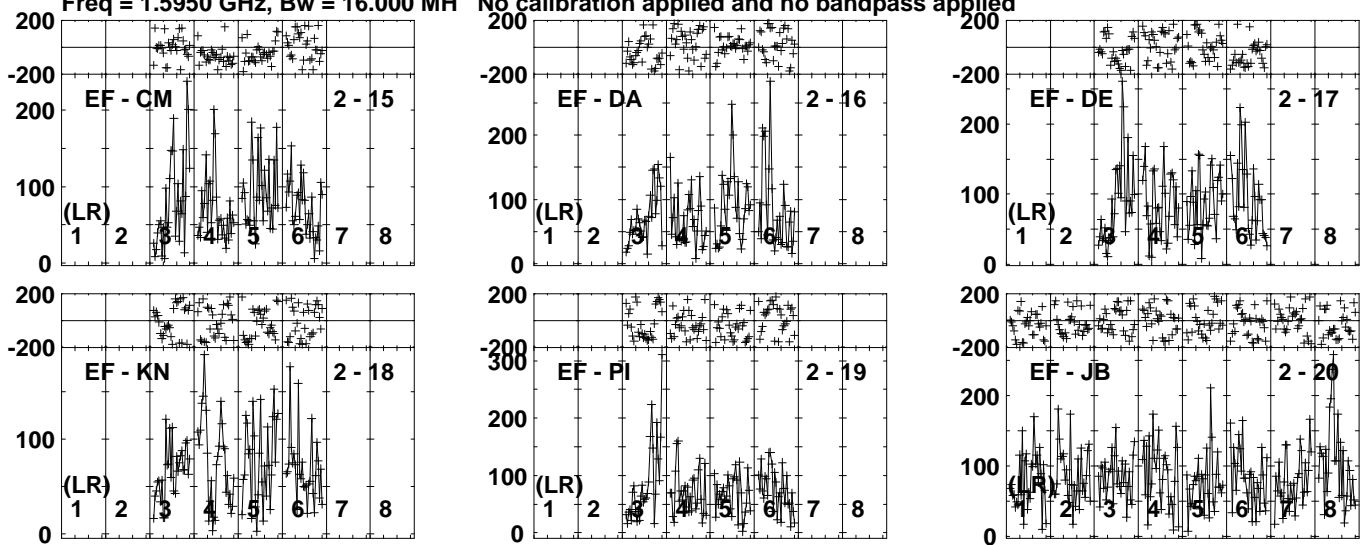 Freq = 1.5950 GHz, Bw = 16.000 MH No calibration applied and no bandpass applied
200
-200
EF - CM 2 - 15
200
100
(LR)
1 2 3 4 5 6 7 8
0
200
-200
EF - DA 2 - 16
200
100
(LR)
1 2 3 4 5 6 7 8
0
200
-200
EF - DE 2 - 17
200
100
(LR)
1 2 3 4 5 6 7 8
0
200
-200
EF - KN 2 - 18
100
(LR)
1 2 3 4 5 6 7 8
0
200
-200
300
EF - PI 2 - 19
200
100
(LR)
1 2 3 4 5 6 7 8
0
200
-200
EF - JB 2 - 20
200
100
(LR)
1 2 3 4 5 6 7 8
0